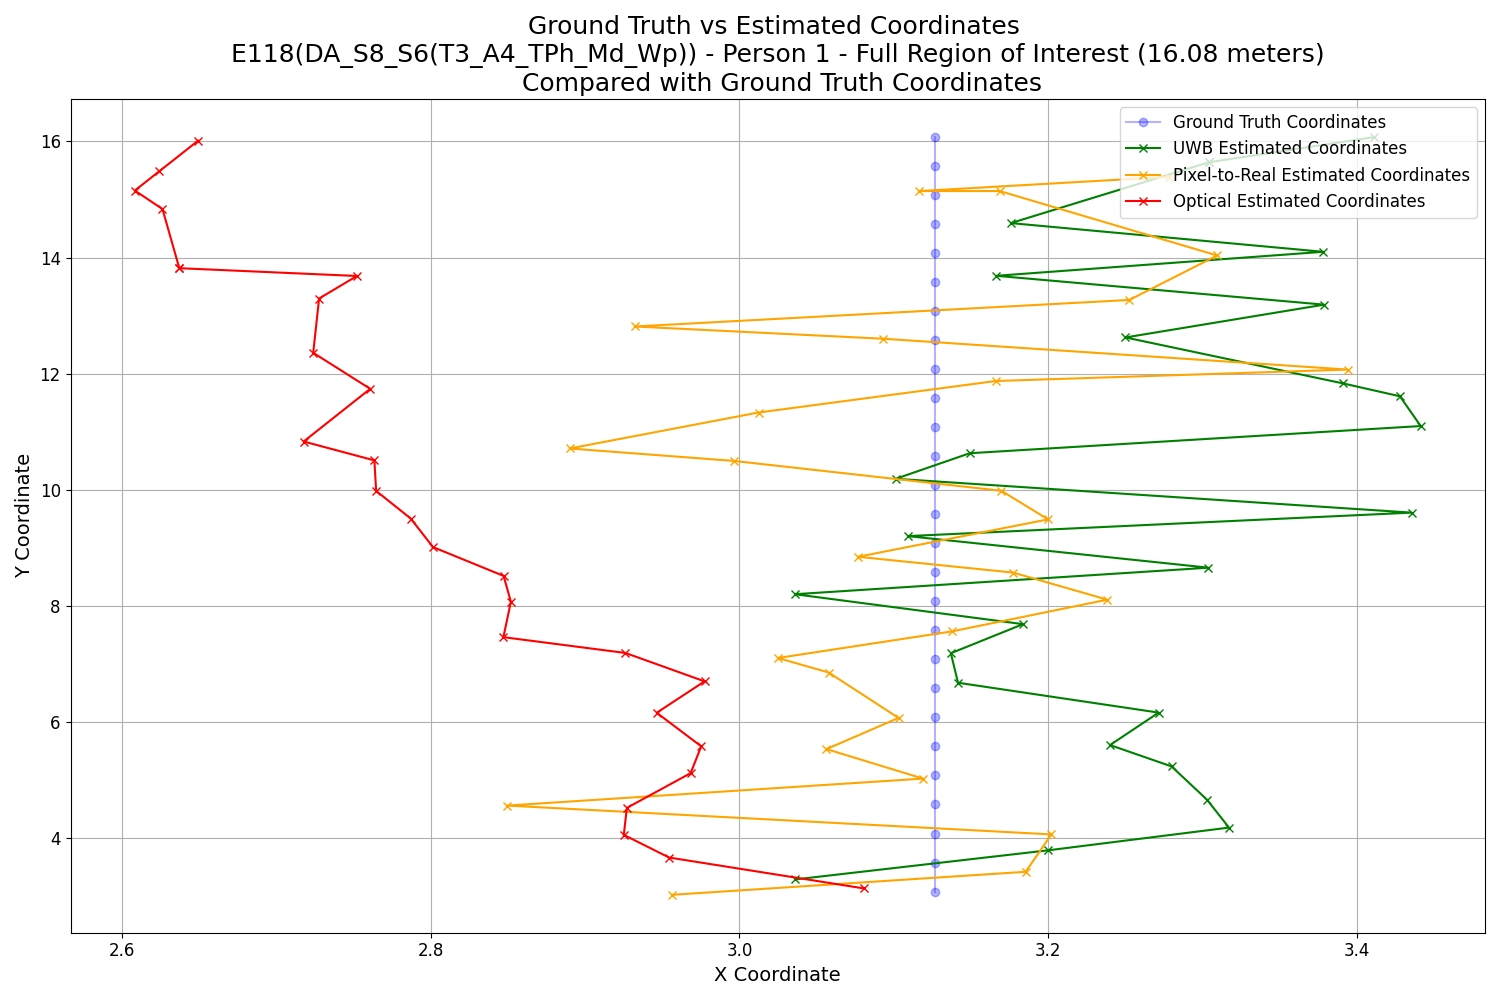 Ground Truth vs Estimated Coordinates
E118(DA_S8_S6(T3_A4_TPh_Md_Wp)) - Person 1 - Full Region of Interest (16.08 meters)
Compared with Ground Truth Coordinates
Ground Truth Coordinates
UWB Estimated Coordinates
Pixel-to-Real Estimated Coordinates
Optical Estimated Coordinates
Y Coordinate
16
14
12
10
8
6
4
2.6 2.8 3.0 3.2 3.4
X Coordinate